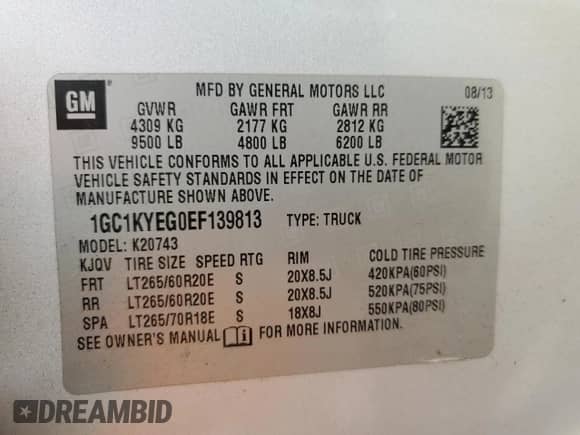 GM
MFD BY GENERAL MOTORS LLC 08/13
GVWR GAWR FRT GAWR RR
4309 KG 2177 KG 2812 KG
9500 LB 4800 LB 6200 LB
THIS VEHICLE CONFORMS TO ALL APPLICABLE U.S. FEDERAL MOTOR
VEHICLE SAFETY STANDARDS IN EFFECT ON THE DATE OF
MANUFACTURE SHOWN ABOVE.
1GC1KYEG0EF139813 TYPE: TRUCK
MODEL: K20743
KJQV TIRE SIZE SPEED RTG RIM COLD TIRE PRESSURE
FRT LT265/60R20E S 20X8.5J 420KPA(60PSI)
RR LT265/60R20E S 20X8.5J 520KPA(75PSI)
SPA LT265/70R18E S 18X8J 550KPA(80PSI)
SEE OWNER'S MANUAL FOR MORE INFORMATION.
DREAMBID